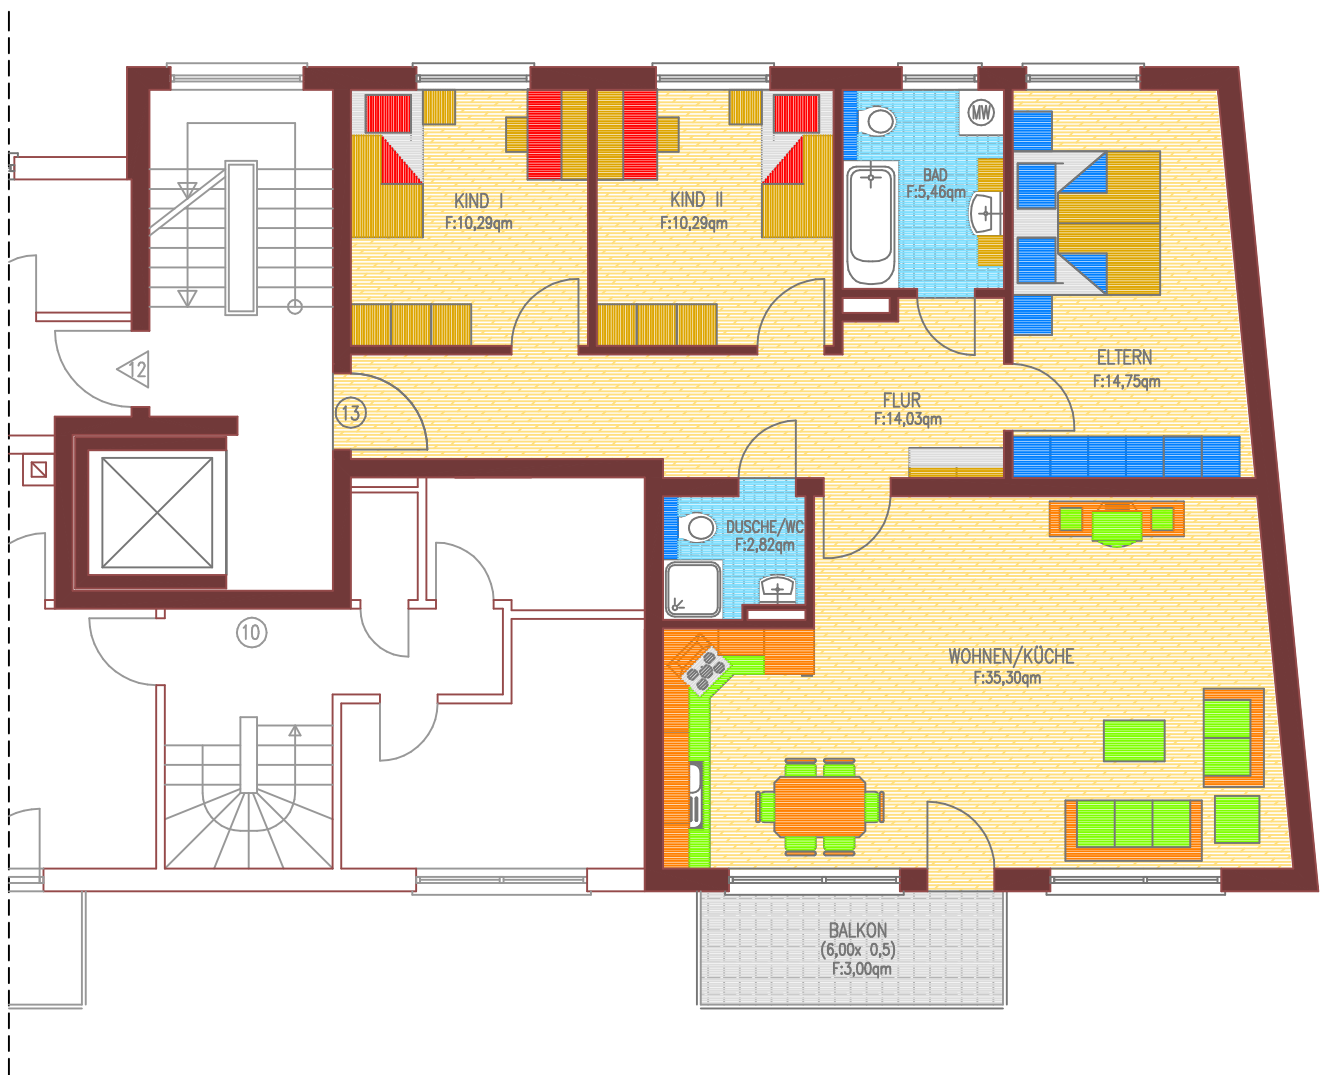 MW
KIND I
F:10,29qm
KIND II
F:10,29qm
BAD
F:5,46qm
12
13
ELTERN
F:14,75qm
FLUR
F:14,03qm
DUSCHE/WC
F:2,82qm
10
WOHNEN/KÜCHE
F:35,30qm
BALKON
(6,00x 0,5)
F:3,00qm